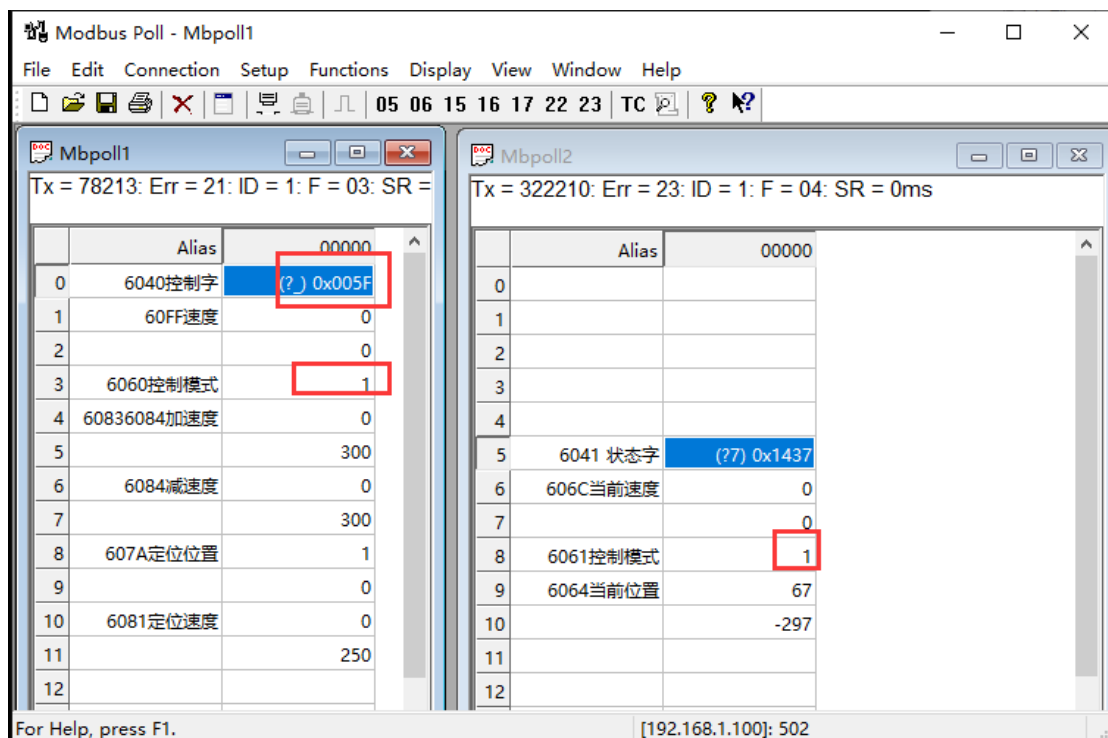 Modbus Poll - Mbpoll1
File Edit Connection Setup Functions Display View Window Help
05 06 15 16 17 22 23 TC
Mbpoll1
Tx = 78213: Err = 21: ID = 1: F = 03: SR =
Alias 00000
0 6040控制字 (?_) 0x005F
1 60FF速度 0
2 0
3 6060控制模式 1
4 60836084加速度 0
5 300
6 6084减速度 0
7 300
8 607A定位位置 1
9 0
10 6081定位速度 0
11 250
12
Mbpoll2
Tx = 322210: Err = 23: ID = 1: F = 04: SR = 0ms
Alias 00000
0
1
2
3
4
5 6041 状态字 (?7) 0x1437
6 606C当前速度 0
7 0
8 6061控制模式 1
9 6064当前位置 67
10 -297
11
12
For Help, press F1.
[192.168.1.100]: 502